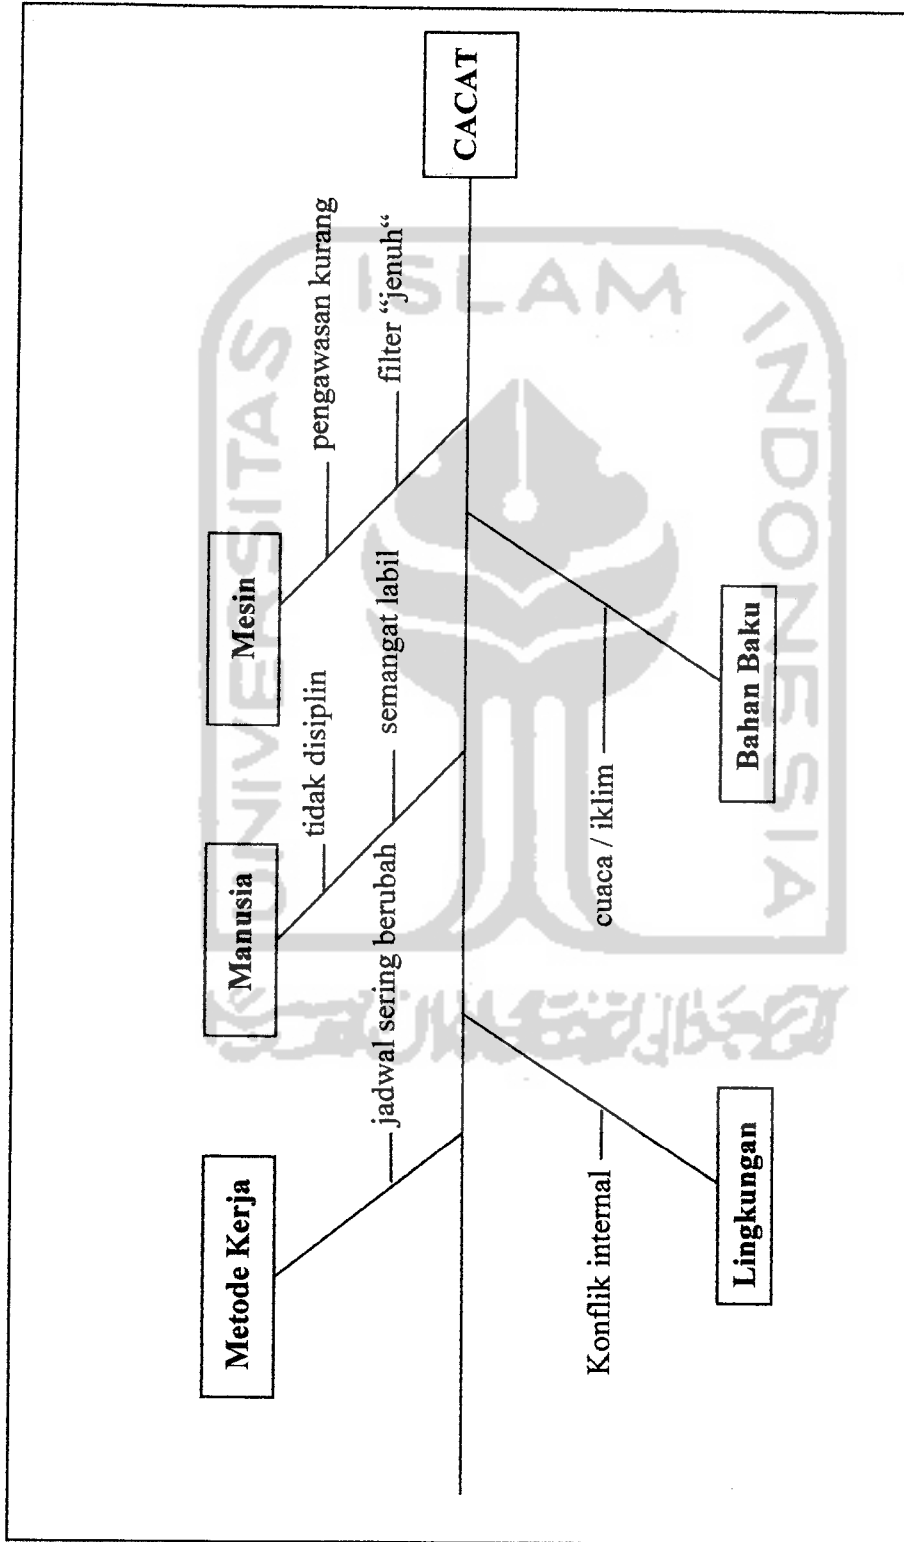 Metode Kerja
Manusia
Mesin
tidak disiplin
pengawasan kurang
jadwal sering berubah
semangat labil
filter “jenuh“
CACAT
Konflik internal
cuaca / iklim
Lingkungan
Bahan Baku
UNIVERSITAS
ISLAM
INDONESIA